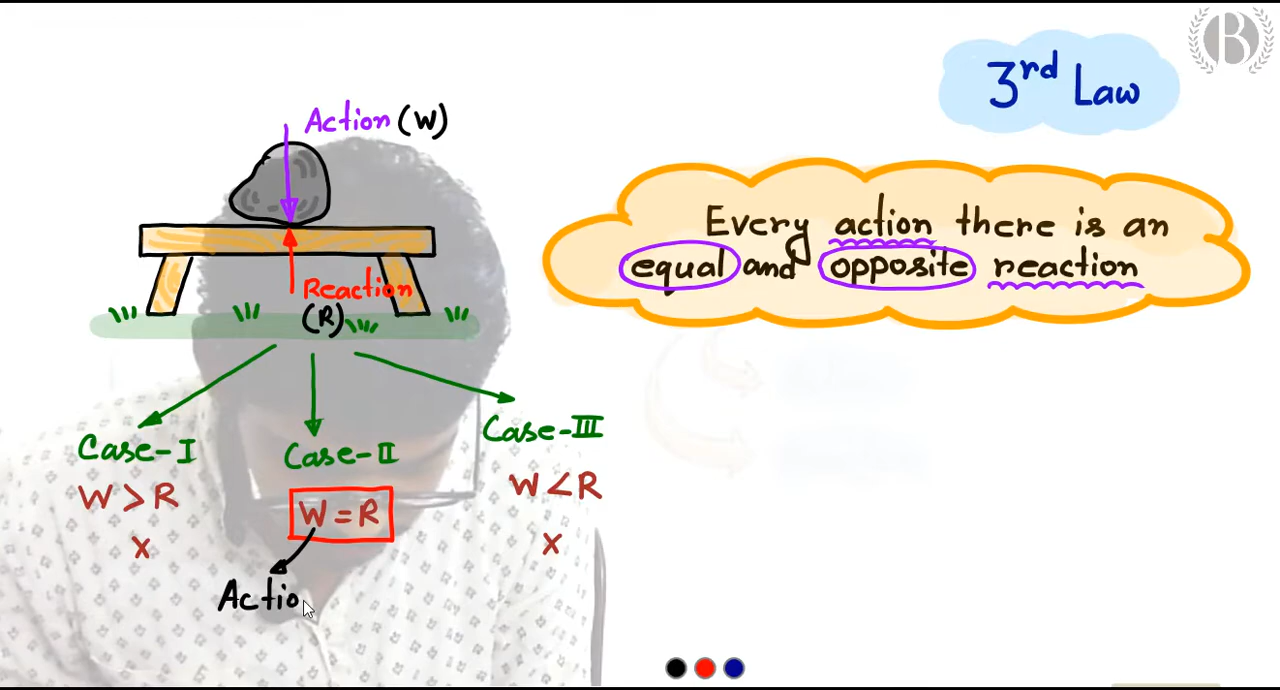 B
3rd Law
Action (W)
Every action there is an
equal and opposite reaction
Reaction
(R)
Case-I
Case-II
Case-III
W > R
W = R
W < R
X
X
Actio